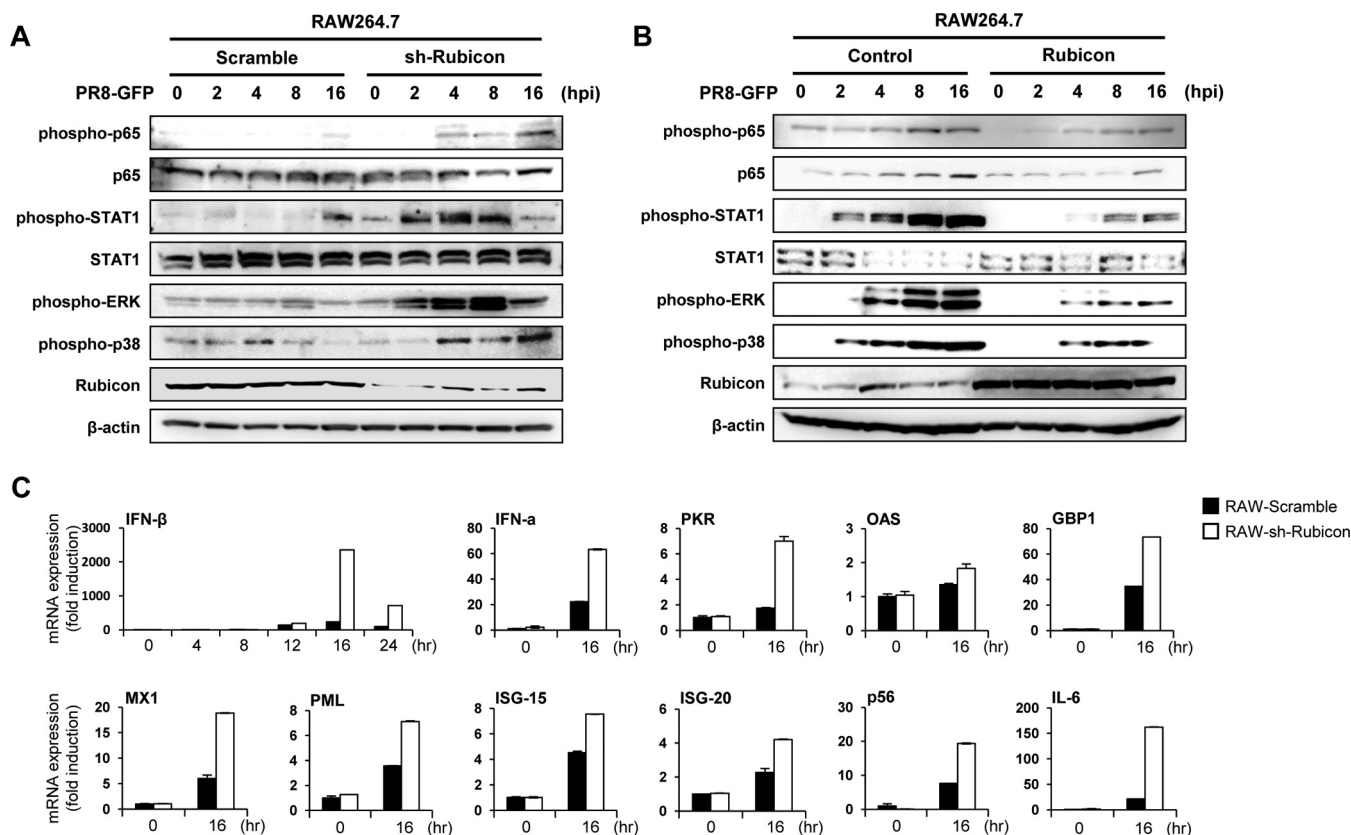 A
RAW264.7
Scramble sh-Rubicon
PR8-GFP 0 2 4 8 16 0 2 4 8 16 (hpi)
phospho-p65
p65
phospho-STAT1
STAT1
phospho-ERK
phospho-p38
Rubicon
β-actin
B
RAW264.7
Control Rubicon
PR8-GFP 0 2 4 8 16 0 2 4 8 16 (hpi)
phospho-p65
p65
phospho-STAT1
STAT1
phospho-ERK
phospho-p38
Rubicon
β-actin
C
RAW-Scramble
RAW-sh-Rubicon
mRNA expression
(fold induction)
IFN-β
3000
2000
1000
0
0 4 8 12 16 24 (hr)
IFN-a
80
60
40
20
0
0 16 (hr)
PKR
8
6
4
2
0
0 16 (hr)
OAS
3
2
1
0
0 16 (hr)
GBP1
80
60
40
20
0
0 16 (hr)
mRNA expression
(fold induction)
MX1
20
15
10
5
0
0 16 (hr)
PML
8
6
4
2
0
0 16 (hr)
ISG-15
8
6
4
2
0
0 16 (hr)
ISG-20
6
4
2
0
0 16 (hr)
p56
30
20
10
0
0 16 (hr)
IL-6
200
150
100
50
0
0 16 (hr)